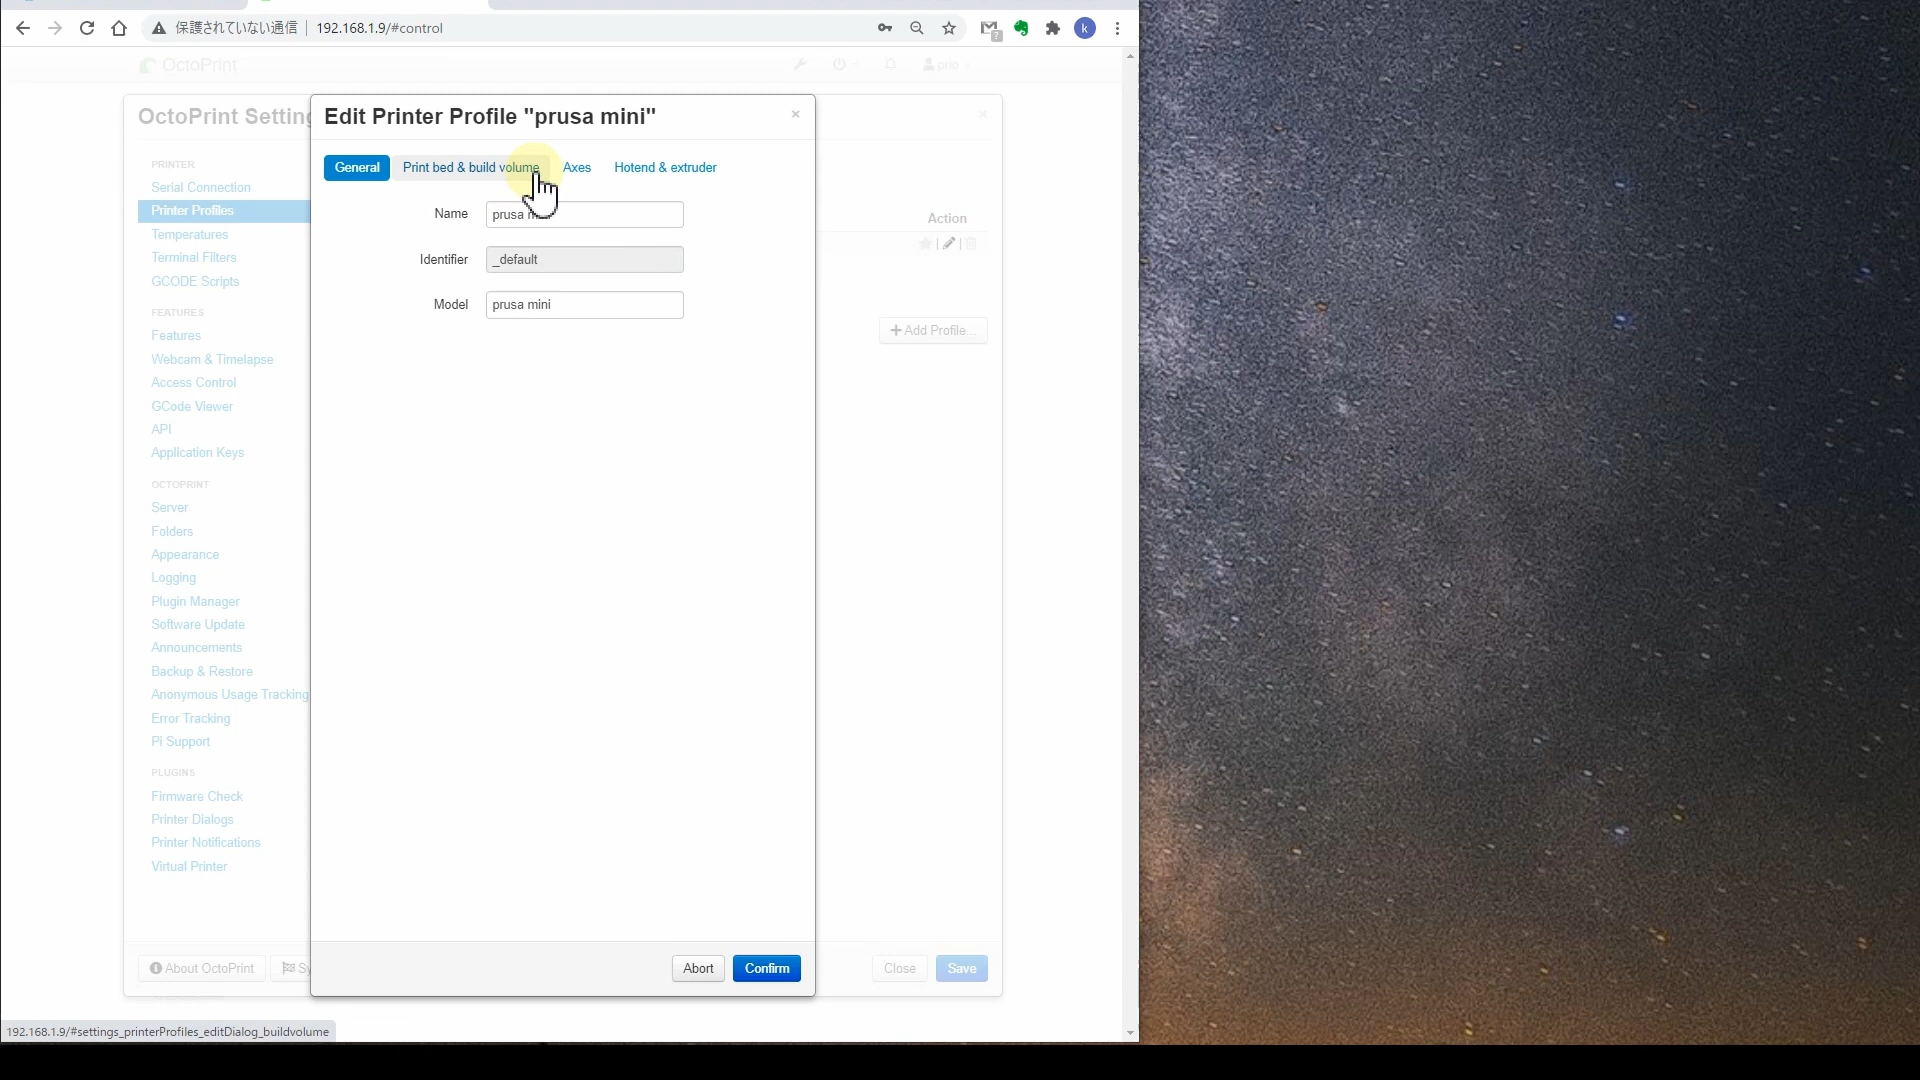 保護されていない通信 192.168.1.9/#control
k
OctoPrint
prio
OctoPrint Setting
Edit Printer Profile "prusa mini"
×
×
General
Print bed & build volume
Axes
Hotend & extruder
PRINTER
Serial Connection
Printer Profiles
Temperatures
Terminal Filters
GCODE Scripts
FEATURES
Features
Webcam & Timelapse
Access Control
GCode Viewer
API
Application Keys
OCTOPRINT
Server
Folders
Appearance
Logging
Plugin Manager
Software Update
Announcements
Backup & Restore
Anonymous Usage Tracking
Error Tracking
Pi Support
PLUGINS
Firmware Check
Printer Dialogs
Printer Notifications
Virtual Printer
Name prusa
Identifier _default
Model prusa mini
Action
Add Profile...
About OctoPrint
Sy
Abort
Confirm
Close
Save
192.168.1.9/#settings_printerProfiles_editDialog_buildvolume